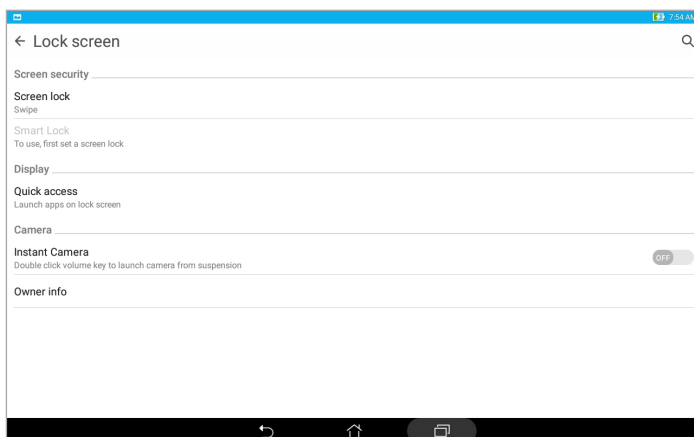 7:54 AM
Lock screen
Screen security
Screen lock
Swipe
Smart Lock
To use, first set a screen lock
Display
Quick access
Launch apps on lock screen
Camera
Instant Camera
Double click volume key to launch camera from suspension
OFF
Owner info